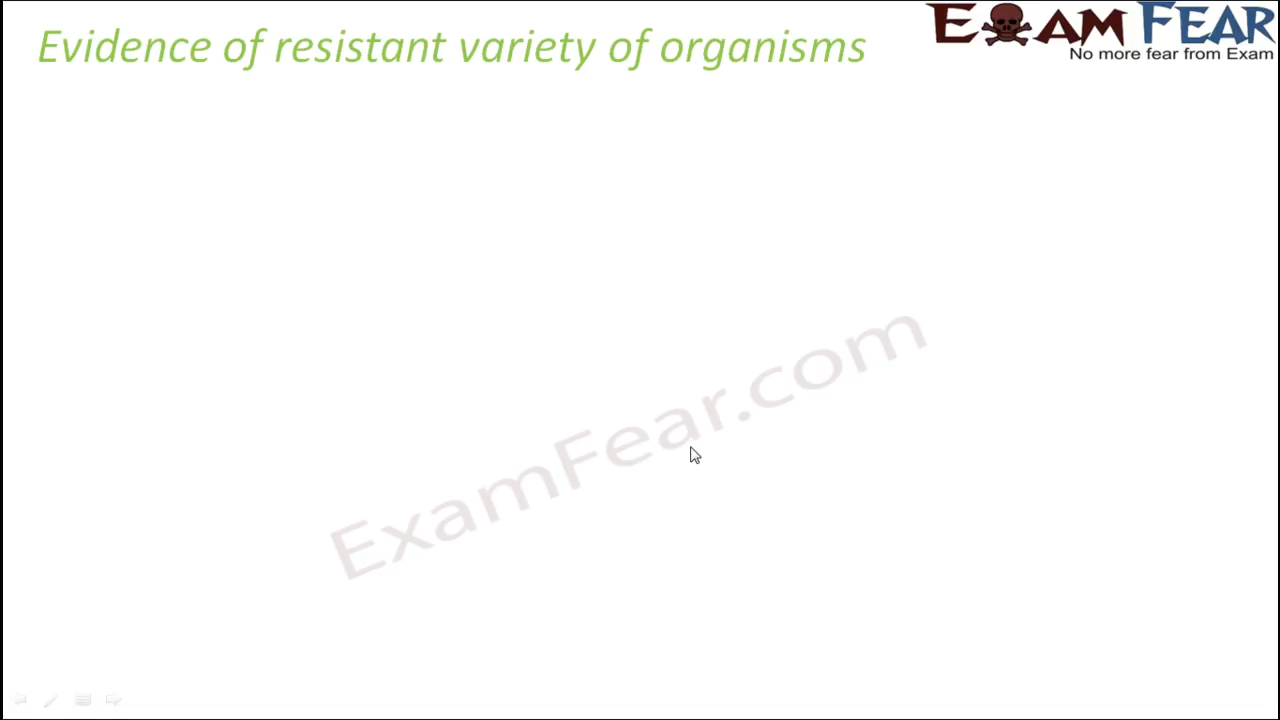 Evidence of resistant variety of organisms
EXAM FEAR
No more fear from Exam
ExamFear.com